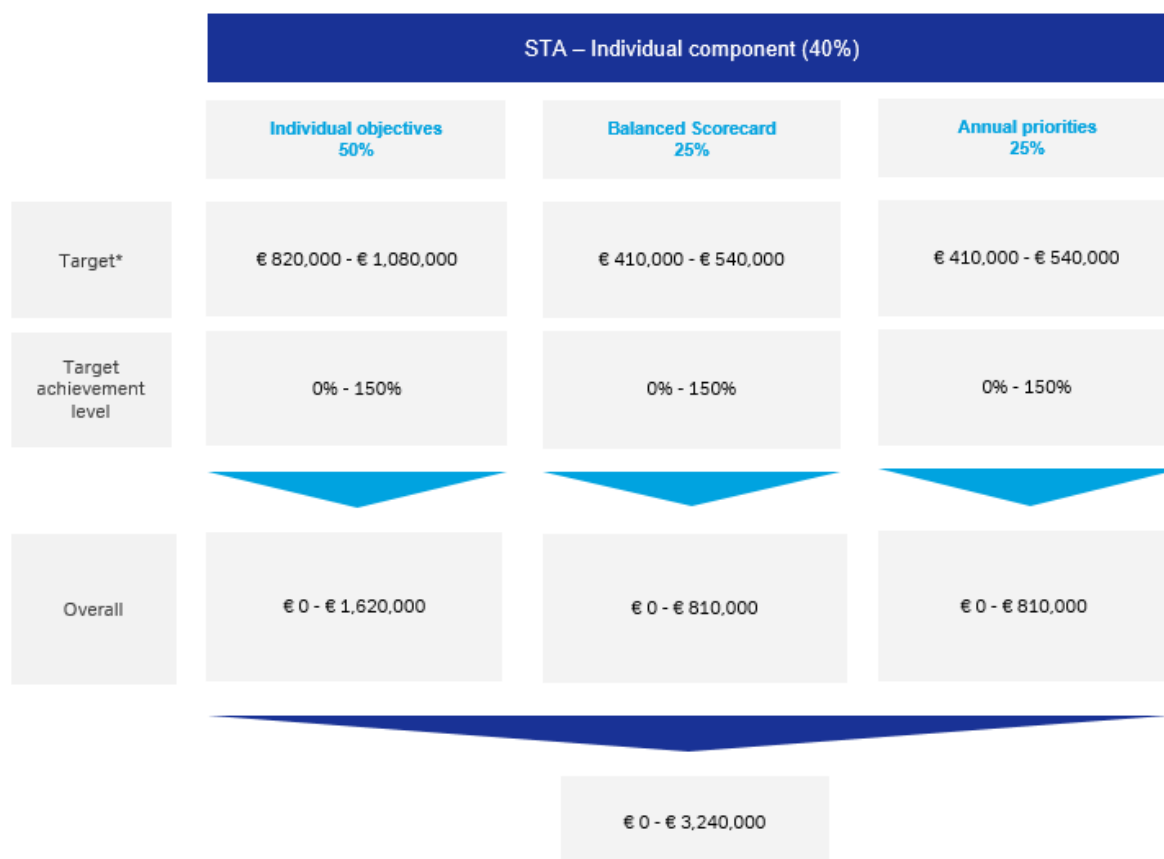 STA – Individual component (40%)
Individual objectives
50%
Balanced Scorecard
25%
Annual priorities
25%
Target*
€ 820,000 - € 1,080,000
€ 410,000 - € 540,000
€ 410,000 - € 540,000
Target
achievement
level
0% - 150%
0% - 150%
0% - 150%
Overall
€ 0 - € 1,620,000
€ 0 - € 810,000
€ 0 - € 810,000
€ 0 - € 3,240,000